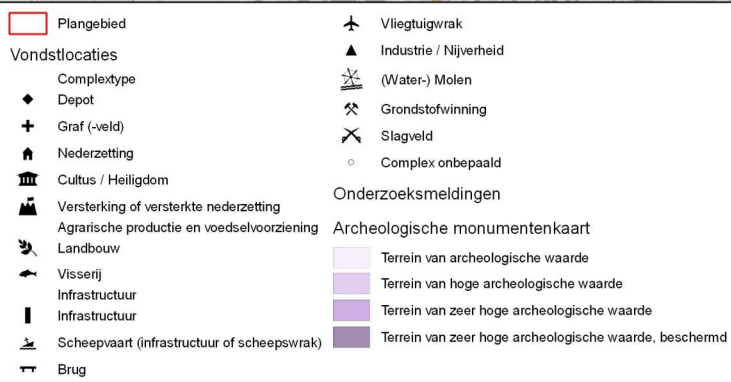 Plangebied
Vondstlocaties
Complextype
Depot
Graf (-veld)
Nederzetting
Cultus / Heiligdom
Versterking of versterkte nederzetting
Agrarische productie en voedselvoorziening
Landbouw
Visserij
Infrastructuur
Infrastructuur
Scheepvaart (infrastructuur of scheepswrak)
Brug
Vliegtuigwrak
Industrie / Nijverheid
(Water-) Molen
Grondstofwinning
Slagveld
Complex onbepaald
Onderzoeksmeldingen
Archeologische monumentenkaart
Terrein van archeologische waarde
Terrein van hoge archeologische waarde
Terrein van zeer hoge archeologische waarde
Terrein van zeer hoge archeologische waarde, beschermd